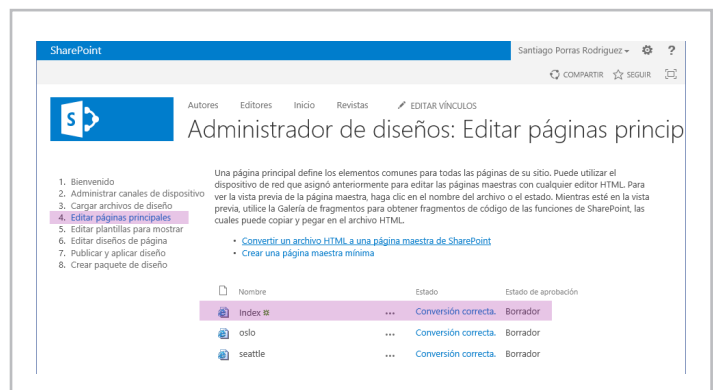 SharePoint
Santiago Porras Rodriguez
?
COMPARTIR SEGUIR
Autores Editores Inicio Revistas EDITAR VÍNCULOS
S
Administrador de diseños: Editar páginas princip
1. Bienvenido
2. Administrar canales de dispositivo
3. Cargar archivos de diseño
4. Editar páginas principales
5. Editar plantillas para mostrar
6. Editar diseños de página
7. Publicar y aplicar diseño
8. Crear paquete de diseño
Una página principal define los elementos comunes para todas las páginas de su sitio. Puede utilizar el
dispositivo de red que asignó anteriormente para editar las páginas maestras con cualquier editor HTML. Para
ver la vista previa de la página maestra, haga clic en el nombre del archivo o el estado. Mientras esté en la vista
previa, utilice la Galería de fragmentos para obtener fragmentos de código de las funciones de SharePoint, las
cuales puede copiar y pegar en el archivo HTML.
• Convertir un archivo HTML a una página maestra de SharePoint
• Crear una página maestra mínima
Nombre Estado Estado de aprobación
Index ... Conversión correcta. Borrador
oslo ... Conversión correcta. Borrador
seattle ... Conversión correcta. Borrador